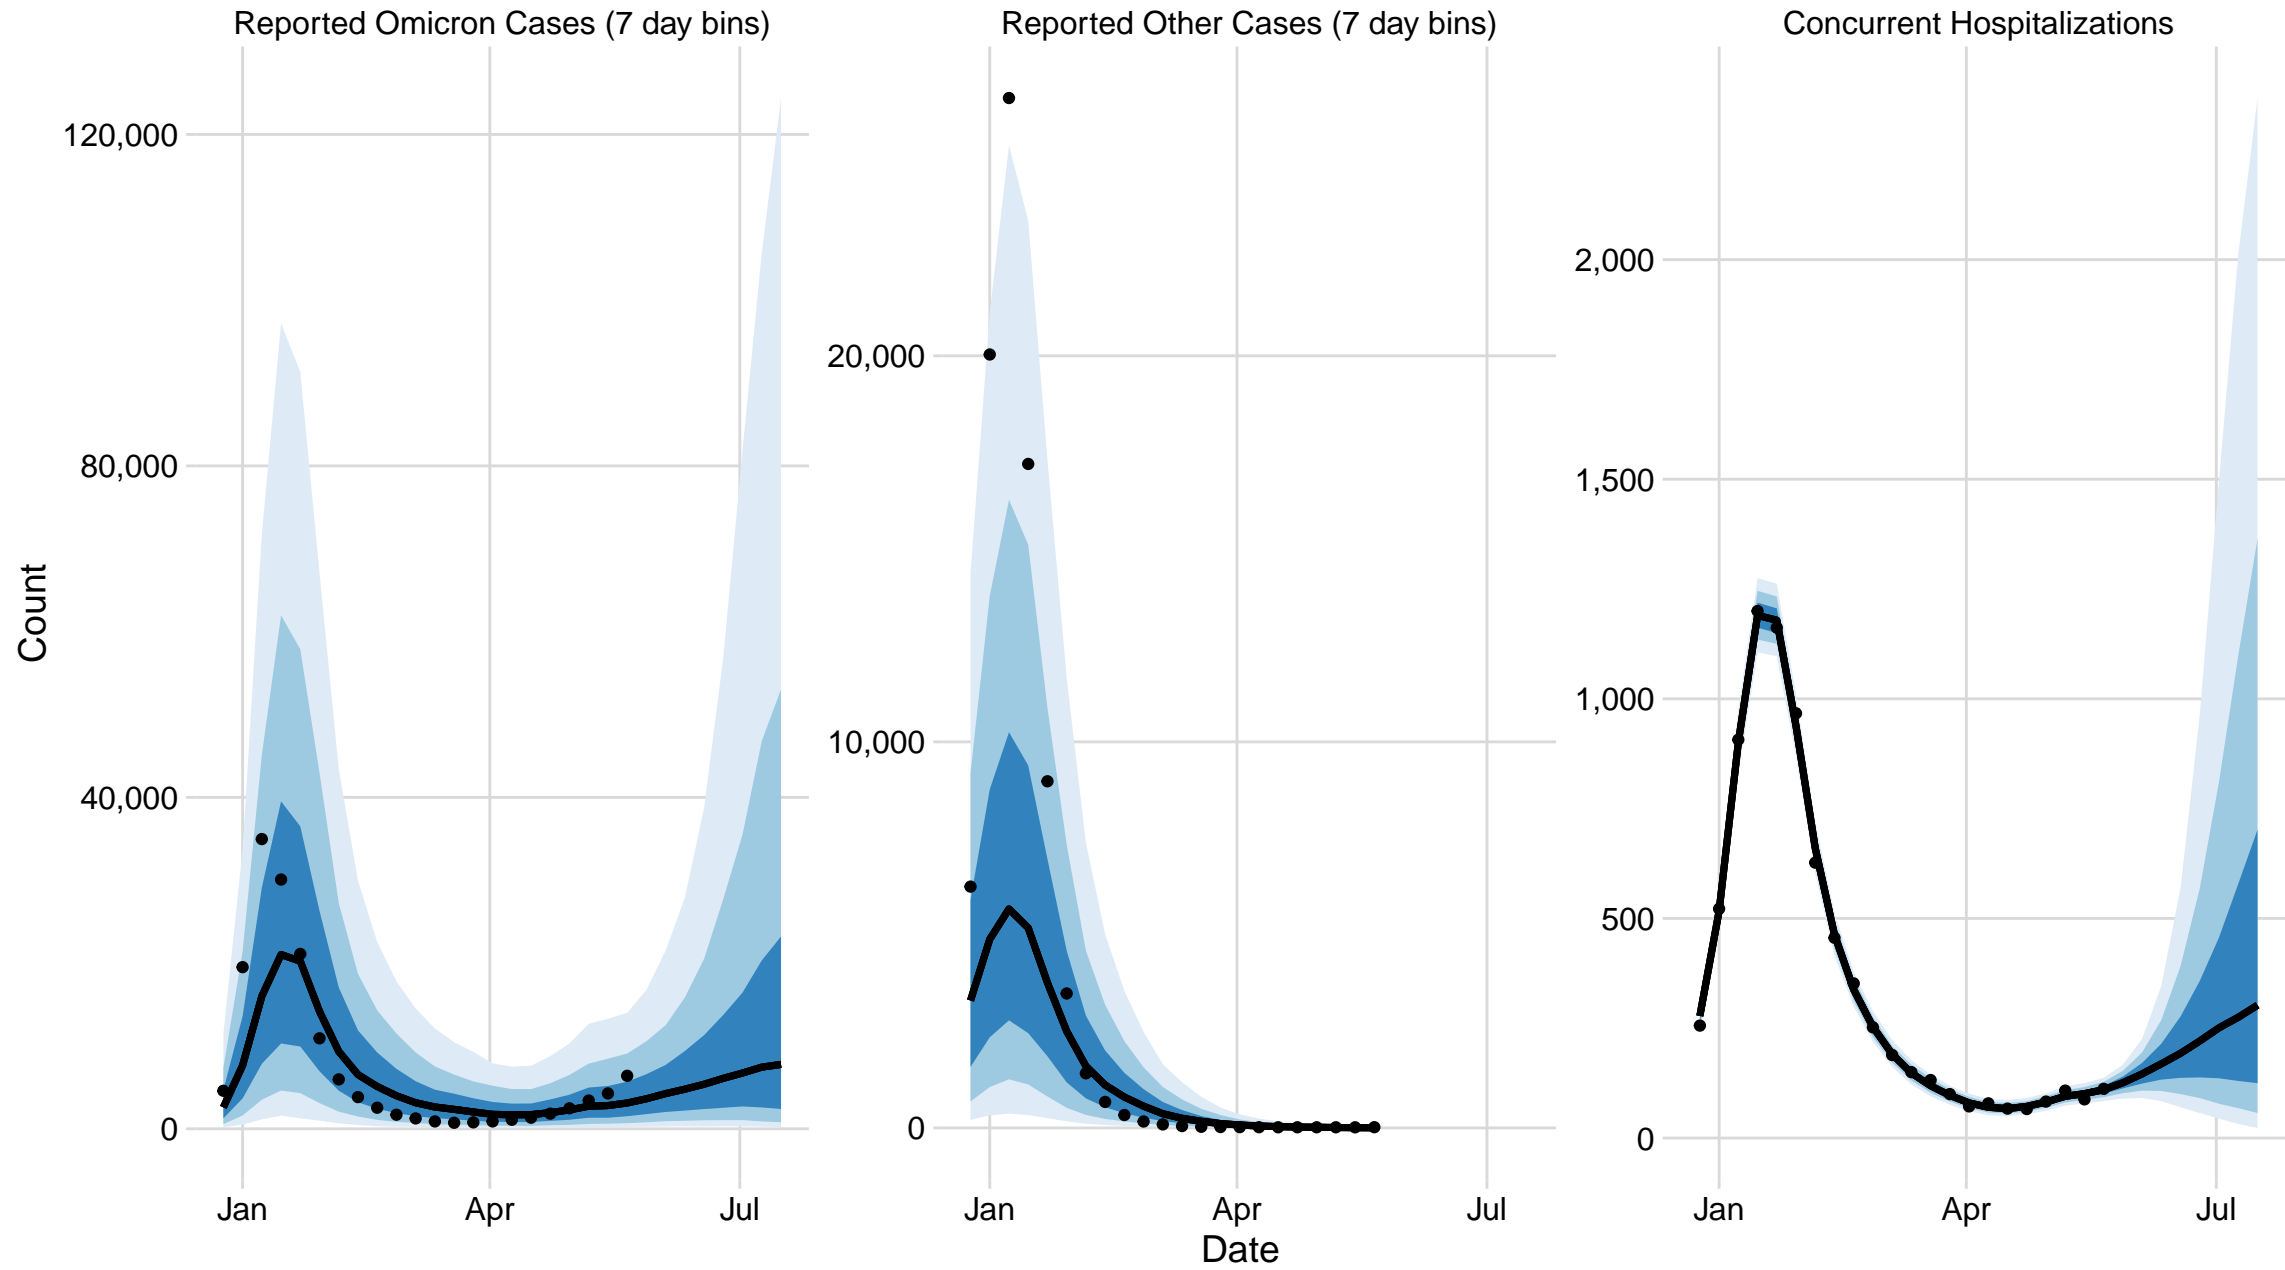 Reported Omicron Cases (7 day bins)
Reported Other Cases (7 day bins)
Concurrent Hospitalizations
Count
120,000
80,000
40,000
0
20,000
10,000
0
2,000
1,500
1,000
500
0
Jan
Apr
Jul
Jan
Apr
Jul
Jan
Apr
Jul
Date